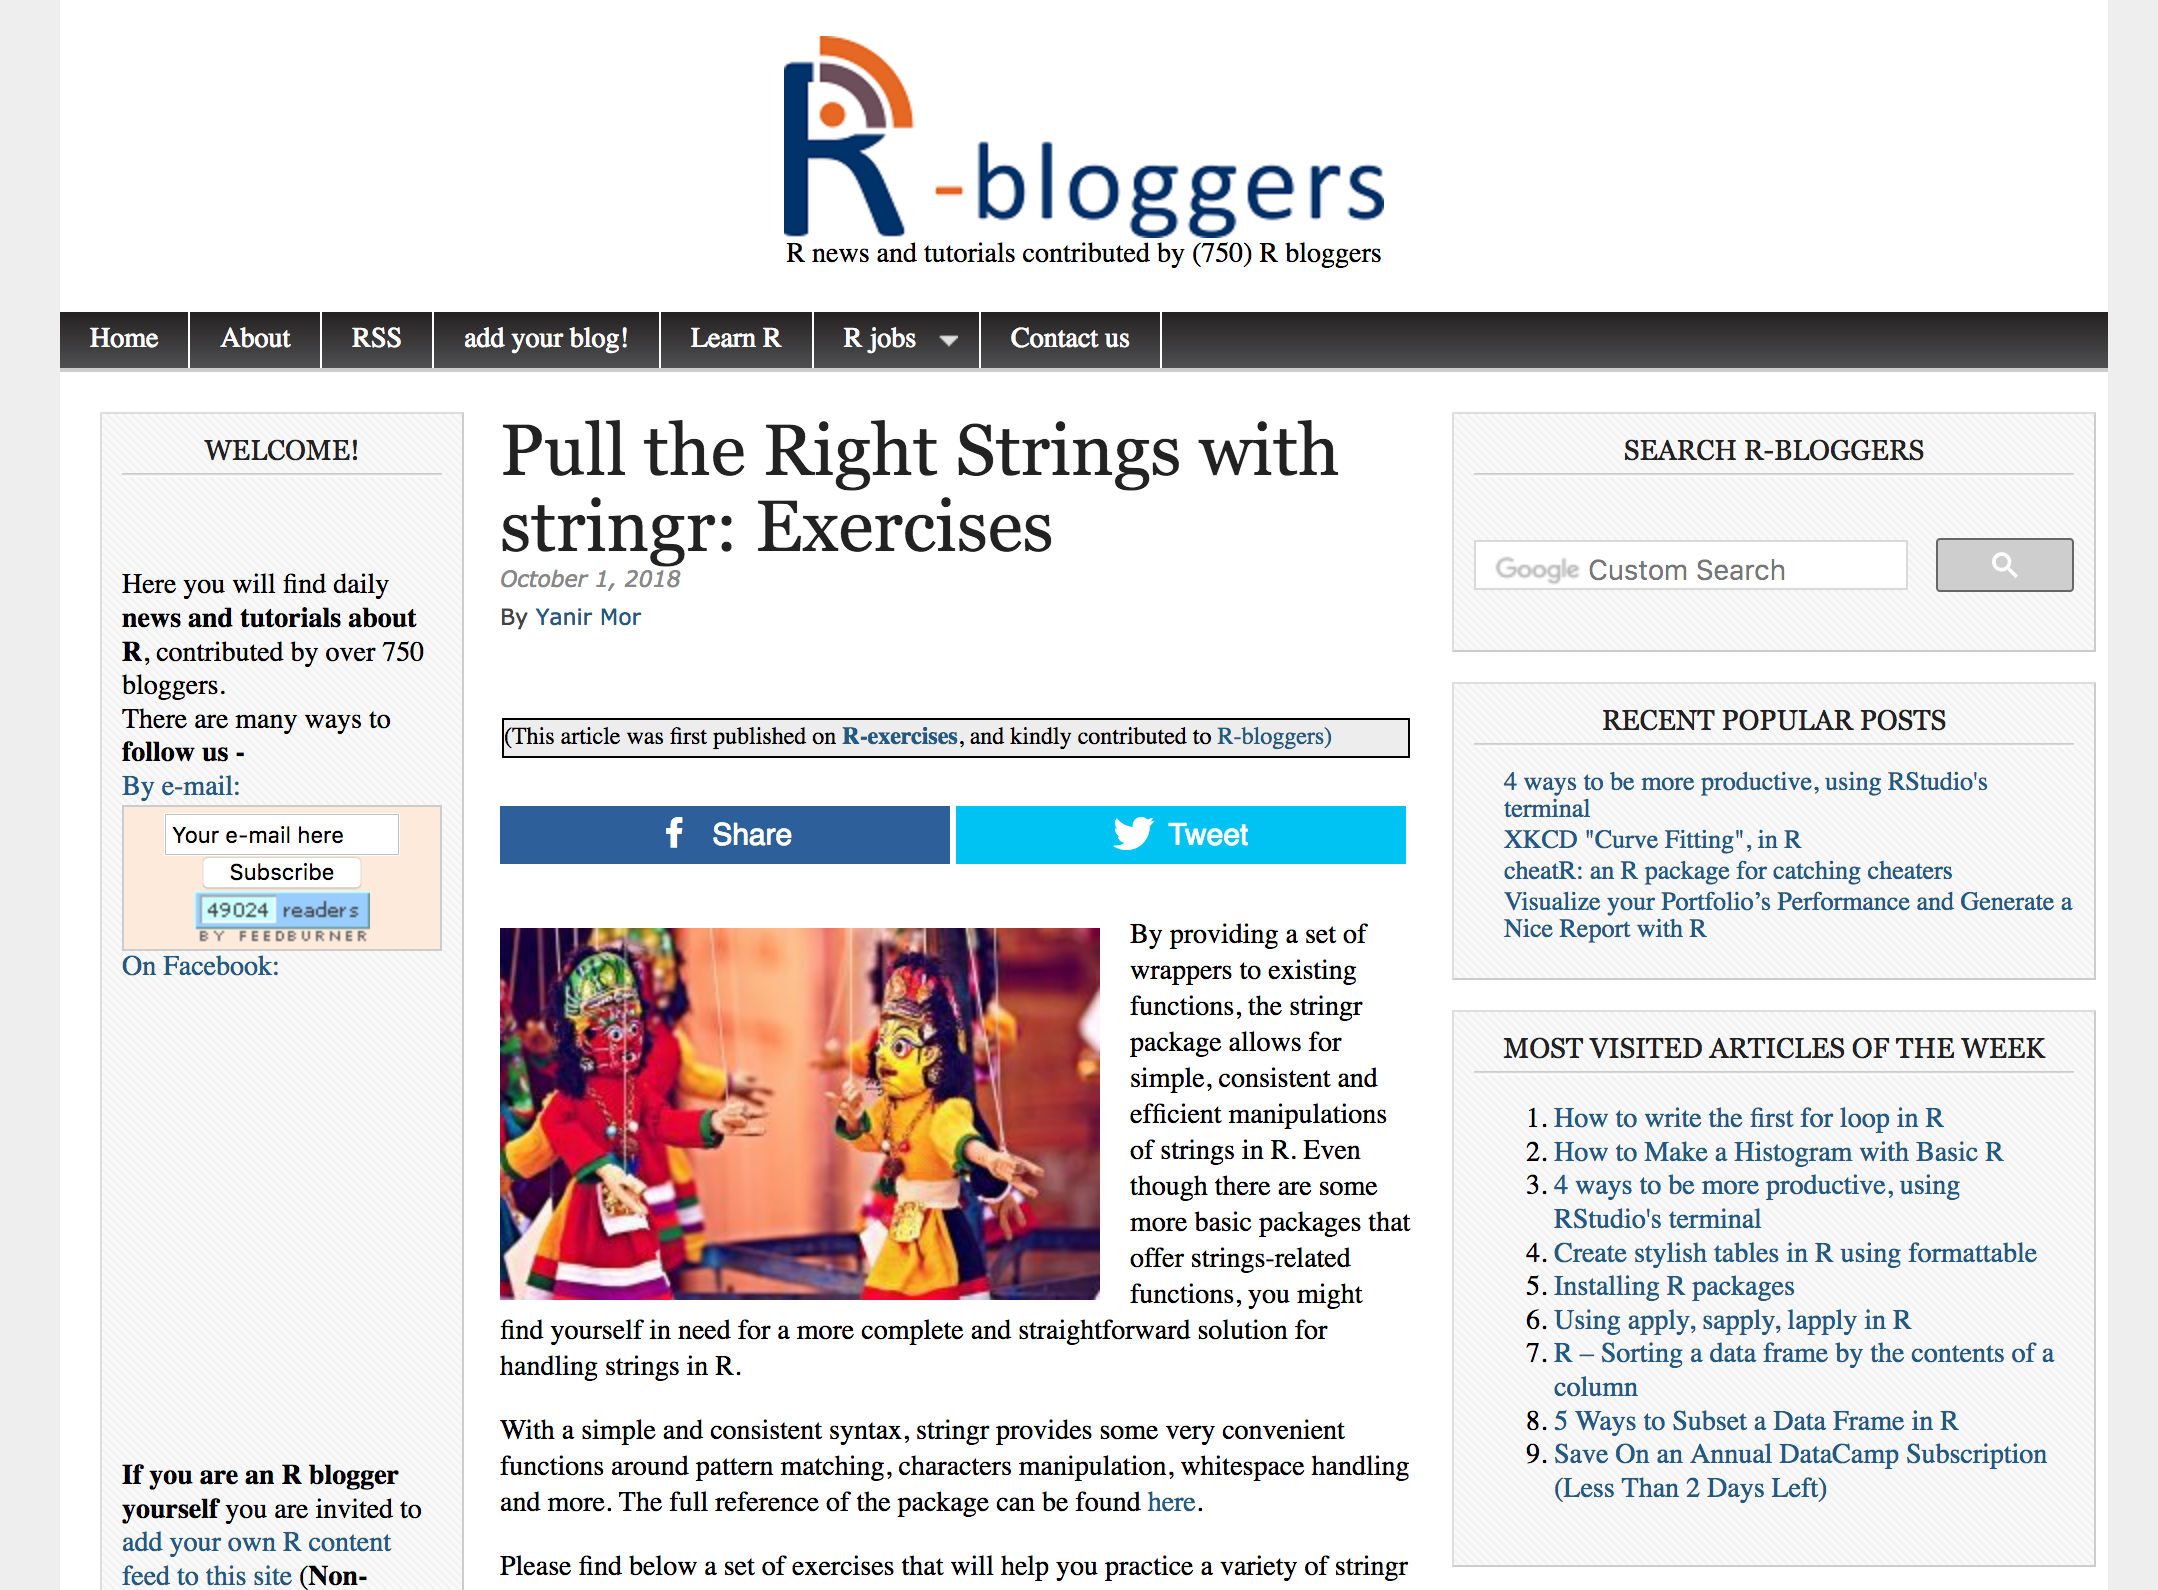 R-bloggers
R news and tutorials contributed by (750) R bloggers
Home
About
RSS
add your blog!
Learn R
R jobs
Contact us
WELCOME!
Here you will find daily
news and tutorials about
R, contributed by over 750
bloggers.
There are many ways to
follow us -
By e-mail:
Your e-mail here
Subscribe
49024 readers
BY FEEDBURNER
On Facebook:
If you are an R blogger
yourself you are invited to
add your own R content
feed to this site (Non-
Pull the Right Strings with
stringr: Exercises
October 1, 2018
By Yanir Mor
(This article was first published on R-exercises, and kindly contributed to R-bloggers)
Share
Tweet
By providing a set of
wrappers to existing
functions, the stringr
package allows for
simple, consistent and
efficient manipulations
of strings in R. Even
though there are some
more basic packages that
offer strings-related
functions, you might
find yourself in need for a more complete and straightforward solution for
handling strings in R.
With a simple and consistent syntax, stringr provides some very convenient
functions around pattern matching, characters manipulation, whitespace handling
and more. The full reference of the package can be found here.
Please find below a set of exercises that will help you practice a variety of stringr
SEARCH R-BLOGGERS
Google Custom Search
RECENT POPULAR POSTS
4 ways to be more productive, using RStudio's
terminal
XKCD "Curve Fitting", in R
cheatR: an R package for catching cheaters
Visualize your Portfolio’s Performance and Generate a
Nice Report with R
MOST VISITED ARTICLES OF THE WEEK
1. How to write the first for loop in R
2. How to Make a Histogram with Basic R
3. 4 ways to be more productive, using
RStudio's terminal
4. Create stylish tables in R using formattable
5. Installing R packages
6. Using apply, sapply, lapply in R
7. R – Sorting a data frame by the contents of a
column
8. 5 Ways to Subset a Data Frame in R
9. Save On an Annual DataCamp Subscription
(Less Than 2 Days Left)